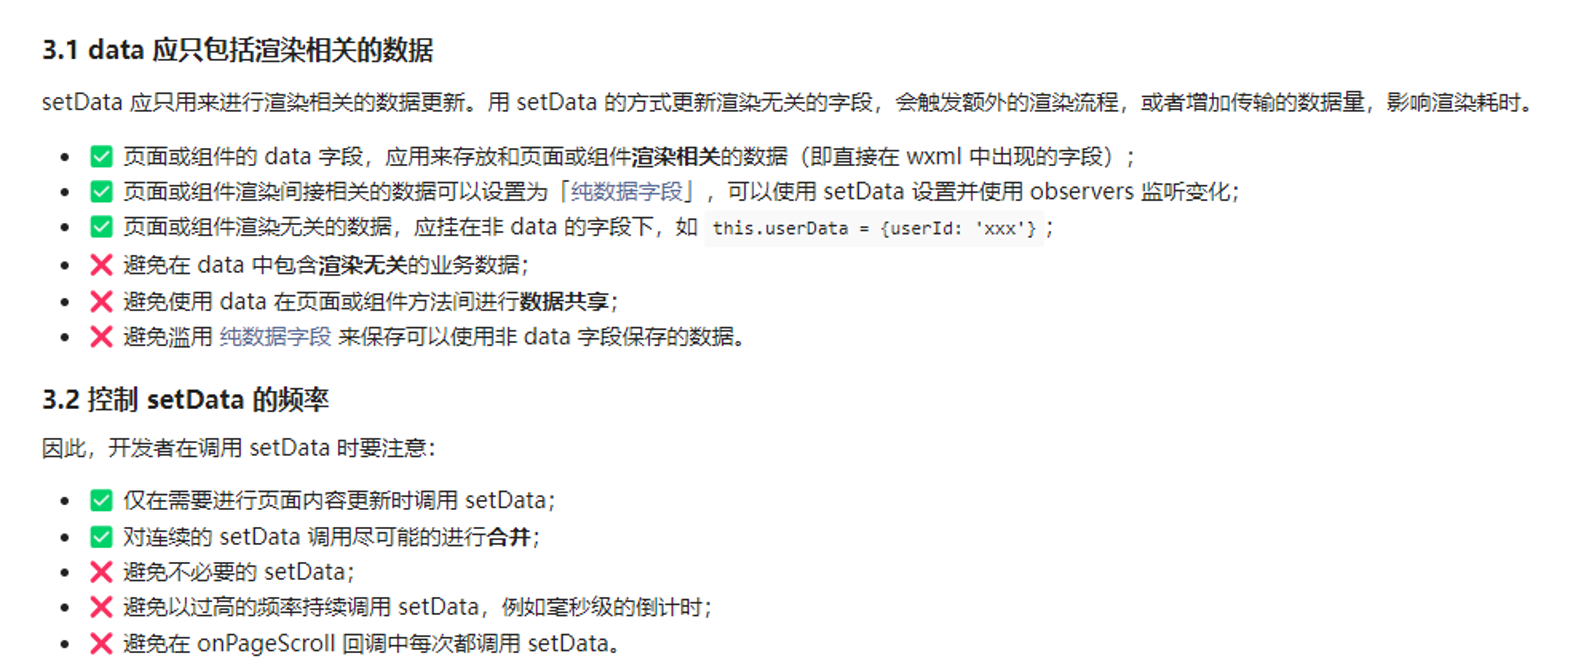 3.1 data 应只包括渲染相关的数据
setData 应只用来进行渲染相关的数据更新。用 setData 的方式更新渲染无关的字段，会触发额外的渲染流程，或者增加传输的数据量，影响渲染耗时。
• ✅ 页面或组件的 data 字段，应用来存放和页面或组件渲染相关的数据（即直接在 wxml 中出现的字段）；
• ✅ 页面或组件渲染间接相关的数据可以设置为「纯数据字段」，可以使用 setData 设置并使用 observers 监听变化；
• ✅ 页面或组件渲染无关的数据，应挂在非 data 的字段下，如 this.userData = {userId: 'xxx'}；
• ❌ 避免在 data 中包含渲染无关的业务数据；
• ❌ 避免使用 data 在页面或组件方法间进行数据共享；
• ❌ 避免滥用 纯数据字段 来保存可以使用非 data 字段保存的数据。
3.2 控制 setData 的频率
因此，开发者在调用 setData 时要注意：
• ✅ 仅在需要进行页面内容更新时调用 setData；
• ✅ 对连续的 setData 调用尽可能的进行合并；
• ❌ 避免不必要的 setData；
• ❌ 避免以过高的频率持续调用 setData，例如毫秒级的倒计时；
• ❌ 避免在 onPageScroll 回调中每次都调用 setData。